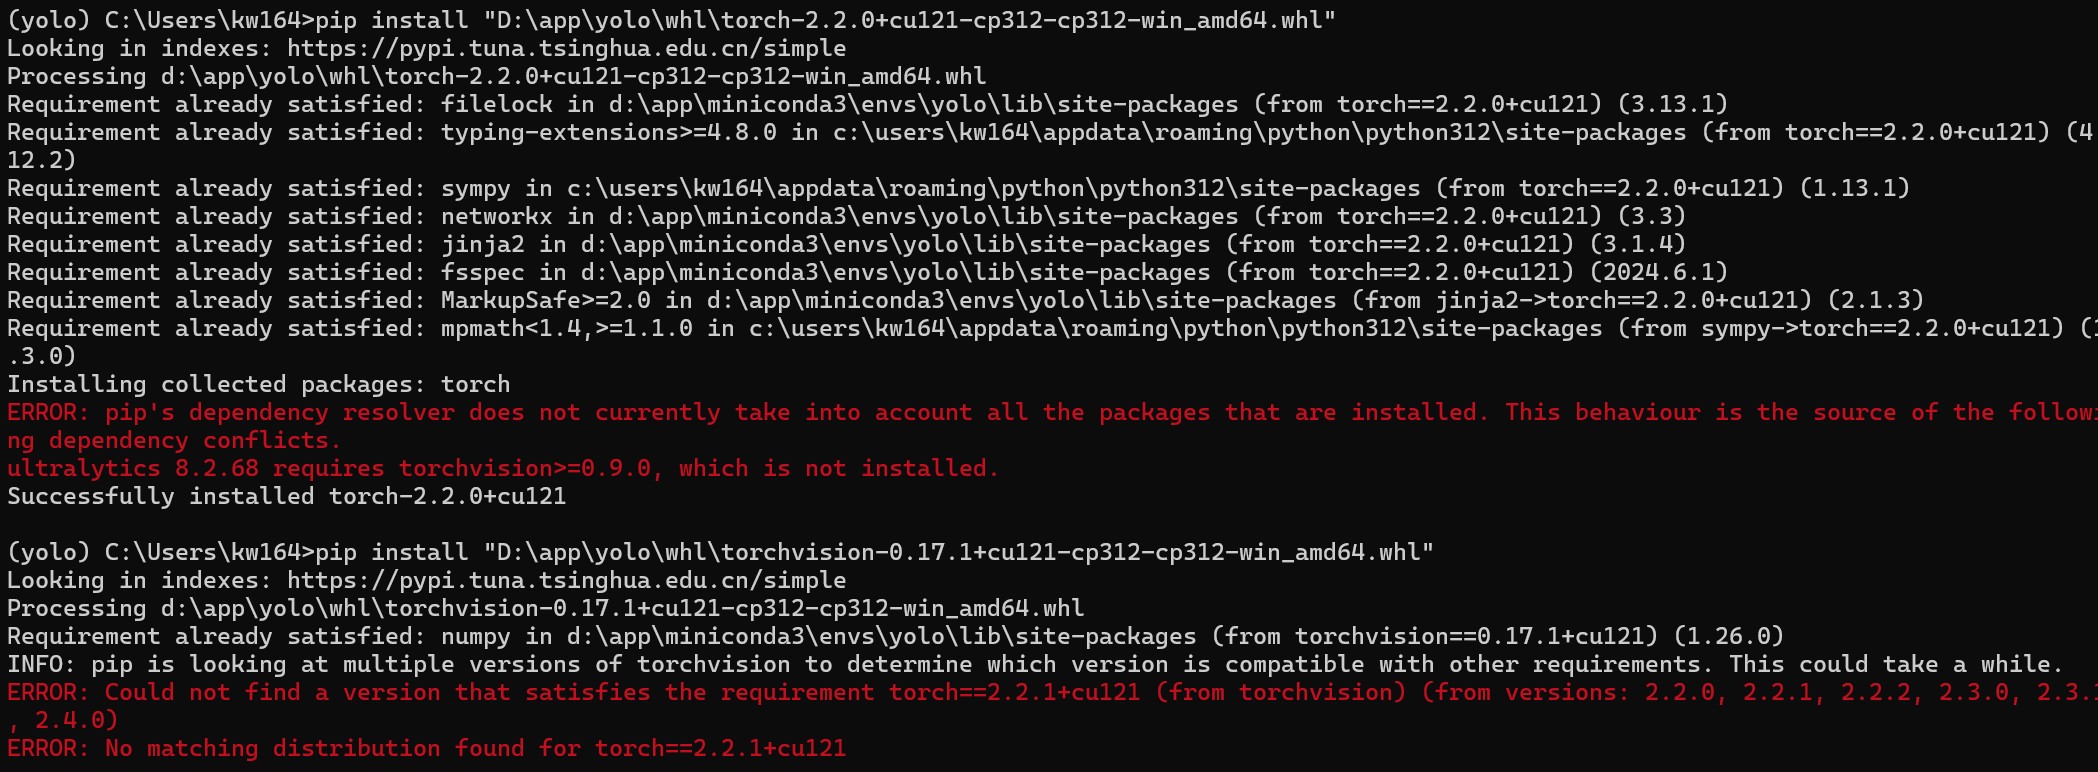 (yolo) C:\Users\kw164>pip install "D:\app\yolo\whl\torch-2.2.0+cu121-cp312-cp312-win_amd64.whl"
Looking in indexes: https://pypi.tuna.tsinghua.edu.cn/simple
Processing d:\app\yolo\whl\torch-2.2.0+cu121-cp312-cp312-win_amd64.whl
Requirement already satisfied: filelock in d:\app\miniconda3\envs\yolo\lib\site-packages (from torch==2.2.0+cu121) (3.13.1)
Requirement already satisfied: typing-extensions>=4.8.0 in c:\users\kw164\appdata\roaming\python\python312\site-packages (from torch==2.2.0+cu121) (4
12.2)
Requirement already satisfied: sympy in c:\users\kw164\appdata\roaming\python\python312\site-packages (from torch==2.2.0+cu121) (1.13.1)
Requirement already satisfied: networkx in d:\app\miniconda3\envs\yolo\lib\site-packages (from torch==2.2.0+cu121) (3.3)
Requirement already satisfied: jinja2 in d:\app\miniconda3\envs\yolo\lib\site-packages (from torch==2.2.0+cu121) (3.1.4)
Requirement already satisfied: fsspec in d:\app\miniconda3\envs\yolo\lib\site-packages (from torch==2.2.0+cu121) (2024.6.1)
Requirement already satisfied: MarkupSafe>=2.0 in d:\app\miniconda3\envs\yolo\lib\site-packages (from jinja2->torch==2.2.0+cu121) (2.1.3)
Requirement already satisfied: mpmath<1.4,>=1.1.0 in c:\users\kw164\appdata\roaming\python\python312\site-packages (from sympy->torch==2.2.0+cu121) (1
.3.0)
Installing collected packages: torch
ERROR: pip's dependency resolver does not currently take into account all the packages that are installed. This behaviour is the source of the followi
ng dependency conflicts.
ultralytics 8.2.68 requires torchvision>=0.9.0, which is not installed.
Successfully installed torch-2.2.0+cu121
(yolo) C:\Users\kw164>pip install "D:\app\yolo\whl\torchvision-0.17.1+cu121-cp312-cp312-win_amd64.whl"
Looking in indexes: https://pypi.tuna.tsinghua.edu.cn/simple
Processing d:\app\yolo\whl\torchvision-0.17.1+cu121-cp312-cp312-win_amd64.whl
Requirement already satisfied: numpy in d:\app\miniconda3\envs\yolo\lib\site-packages (from torchvision==0.17.1+cu121) (1.26.0)
INFO: pip is looking at multiple versions of torchvision to determine which version is compatible with other requirements. This could take a while.
ERROR: Could not find a version that satisfies the requirement torch==2.2.1+cu121 (from torchvision) (from versions: 2.2.0, 2.2.1, 2.2.2, 2.3.0, 2.3.1
, 2.4.0)
ERROR: No matching distribution found for torch==2.2.1+cu121